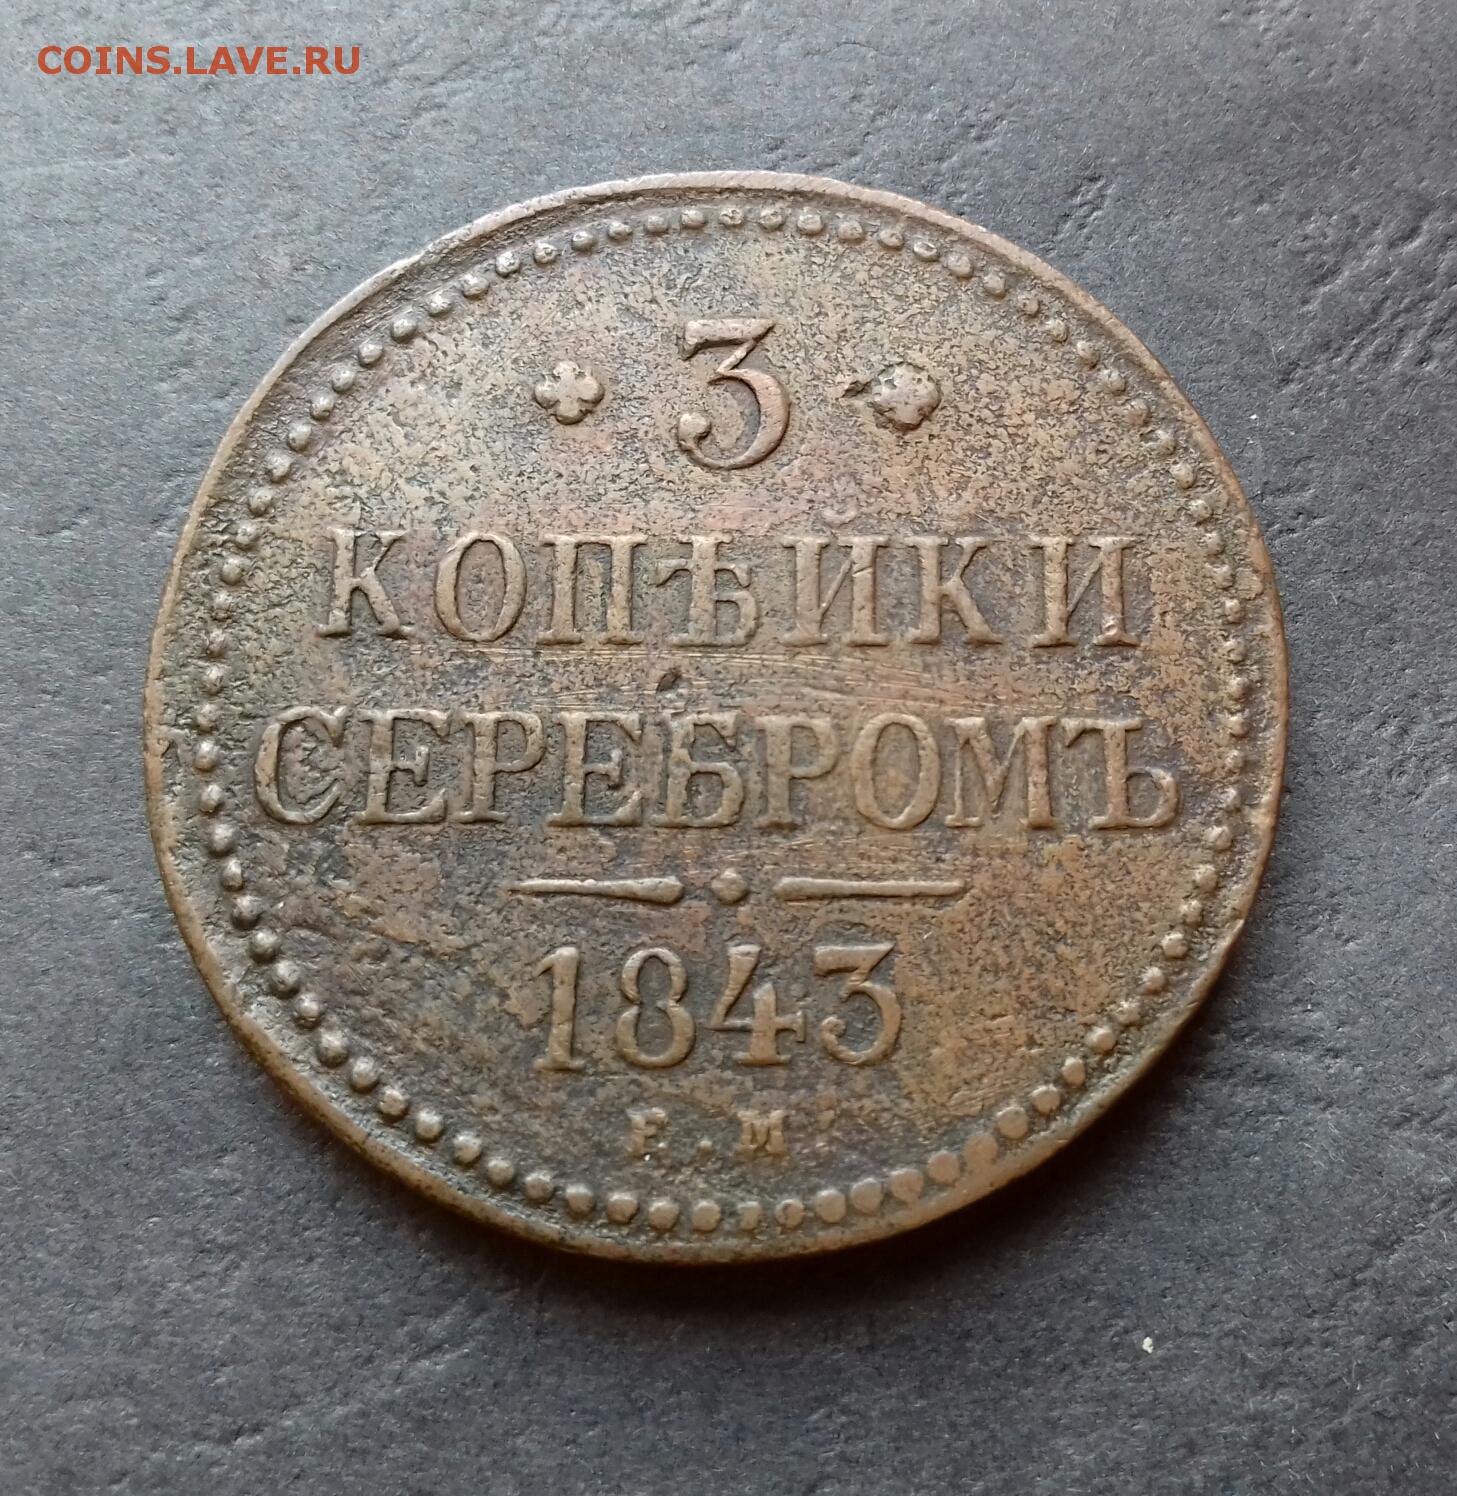 COINS.LAVE.RU
3
КОПѢЙКИ
СЕРЕБРОМЪ
1843
Е.М